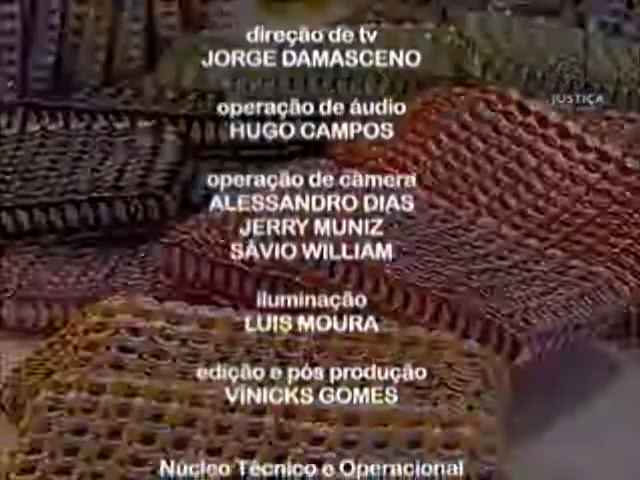 direção de tv
JORGE DAMASCENO
JUSTIÇA
operação de áudio
HUGO CAMPOS
operação de câmera
ALESSANDRO DIAS
JERRY MUNIZ
SÁVIO WILLIAM
iluminação
LUIS MOURA
edição e pós produção
VINICKS GOMES
Núcleo Técnico e Operacional